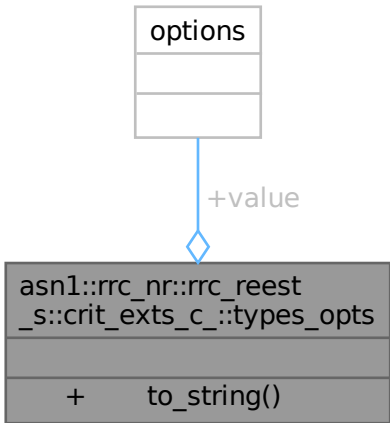 options
+value
asn1::rrc_nr::rrc_reest
_s::crit_exts_c_::types_opts
+ to_string()